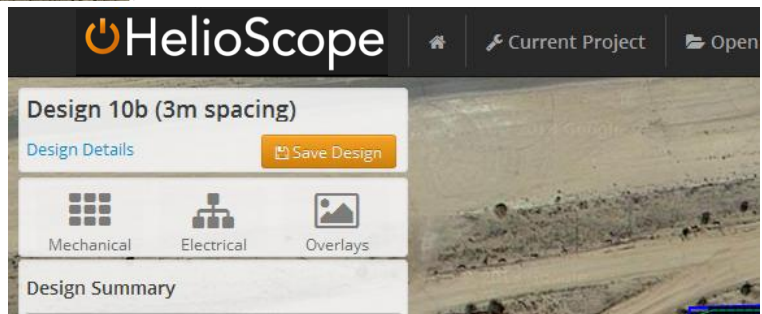 HelioScope
Current Project
Open
Design 10b (3m spacing)
Design Details
Save Design
Mechanical
Electrical
Overlays
Design Summary